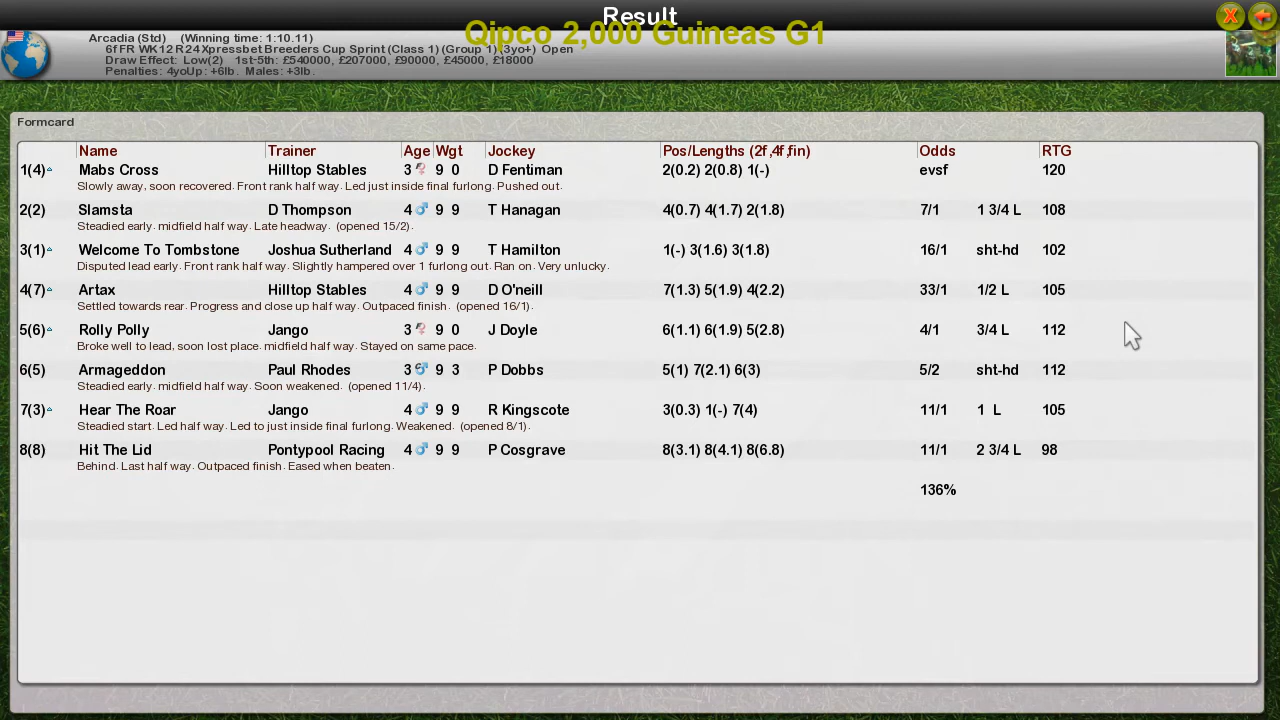 Result
Qipco 2,000 Guineas G1
Arcadia (Std) (Winning time: 1:10.11)
6f FR WK 12 R 24 Xpressbet Breeders Cup Sprint (Class 1) (Group 1) (3yo+) Open
Draw Effect: Low(2) 1st-5th: £540000, £207000, £90000, £45000, £18000
Penalties: 4yoUp: +6lb. Males: +3lb.
Formcard
Name Trainer Age Wgt Jockey Pos/Lengths (2f,4f,fin) Odds RTG
1(4) Mabs Cross Hilltop Stables 3 9 0 D Fentiman 2(0.2) 2(0.8) 1(-) evsf 120
Slowly away, soon recovered. Front rank half way. Led just inside final furlong. Pushed out.
2(2) Slamsta D Thompson 4 9 9 T Hanagan 4(0.7) 4(1.7) 2(1.8) 7/1 1 3/4 L 108
Steadied early. midfield half way. Late headway. (opened 15/2).
3(1) Welcome To Tombstone Joshua Sutherland 4 9 9 T Hamilton 1(-) 3(1.6) 3(1.8) 16/1 sht-hd 102
Disputed lead early. Front rank half way. Slightly hampered over 1 furlong out. Ran on. Very unlucky.
4(7) Artax Hilltop Stables 4 9 9 D O'neill 7(1.3) 5(1.9) 4(2.2) 33/1 1/2 L 105
Settled towards rear. Progress and close up half way. Outpaced finish. (opened 16/1).
5(6) Rolly Polly Jango 3 9 0 J Doyle 6(1.1) 6(1.9) 5(2.8) 4/1 3/4 L 112
Broke well to lead, soon lost place. midfield half way. Stayed on same pace.
6(5) Armageddon Paul Rhodes 3 9 3 P Dobbs 5(1) 7(2.1) 6(3) 5/2 sht-hd 112
Steadied early. midfield half way. Soon weakened. (opened 11/4).
7(3) Hear The Roar Jango 4 9 9 R Kingscote 3(0.3) 1(-) 7(4) 11/1 1 L 105
Steadied start. Led half way. Led to just inside final furlong. Weakened. (opened 8/1).
8(8) Hit The Lid Pontypool Racing 4 9 9 P Cosgrave 8(3.1) 8(4.1) 8(6.8) 11/1 2 3/4 L 98
Behind. Last half way. Outpaced finish. Eased when beaten.
136%